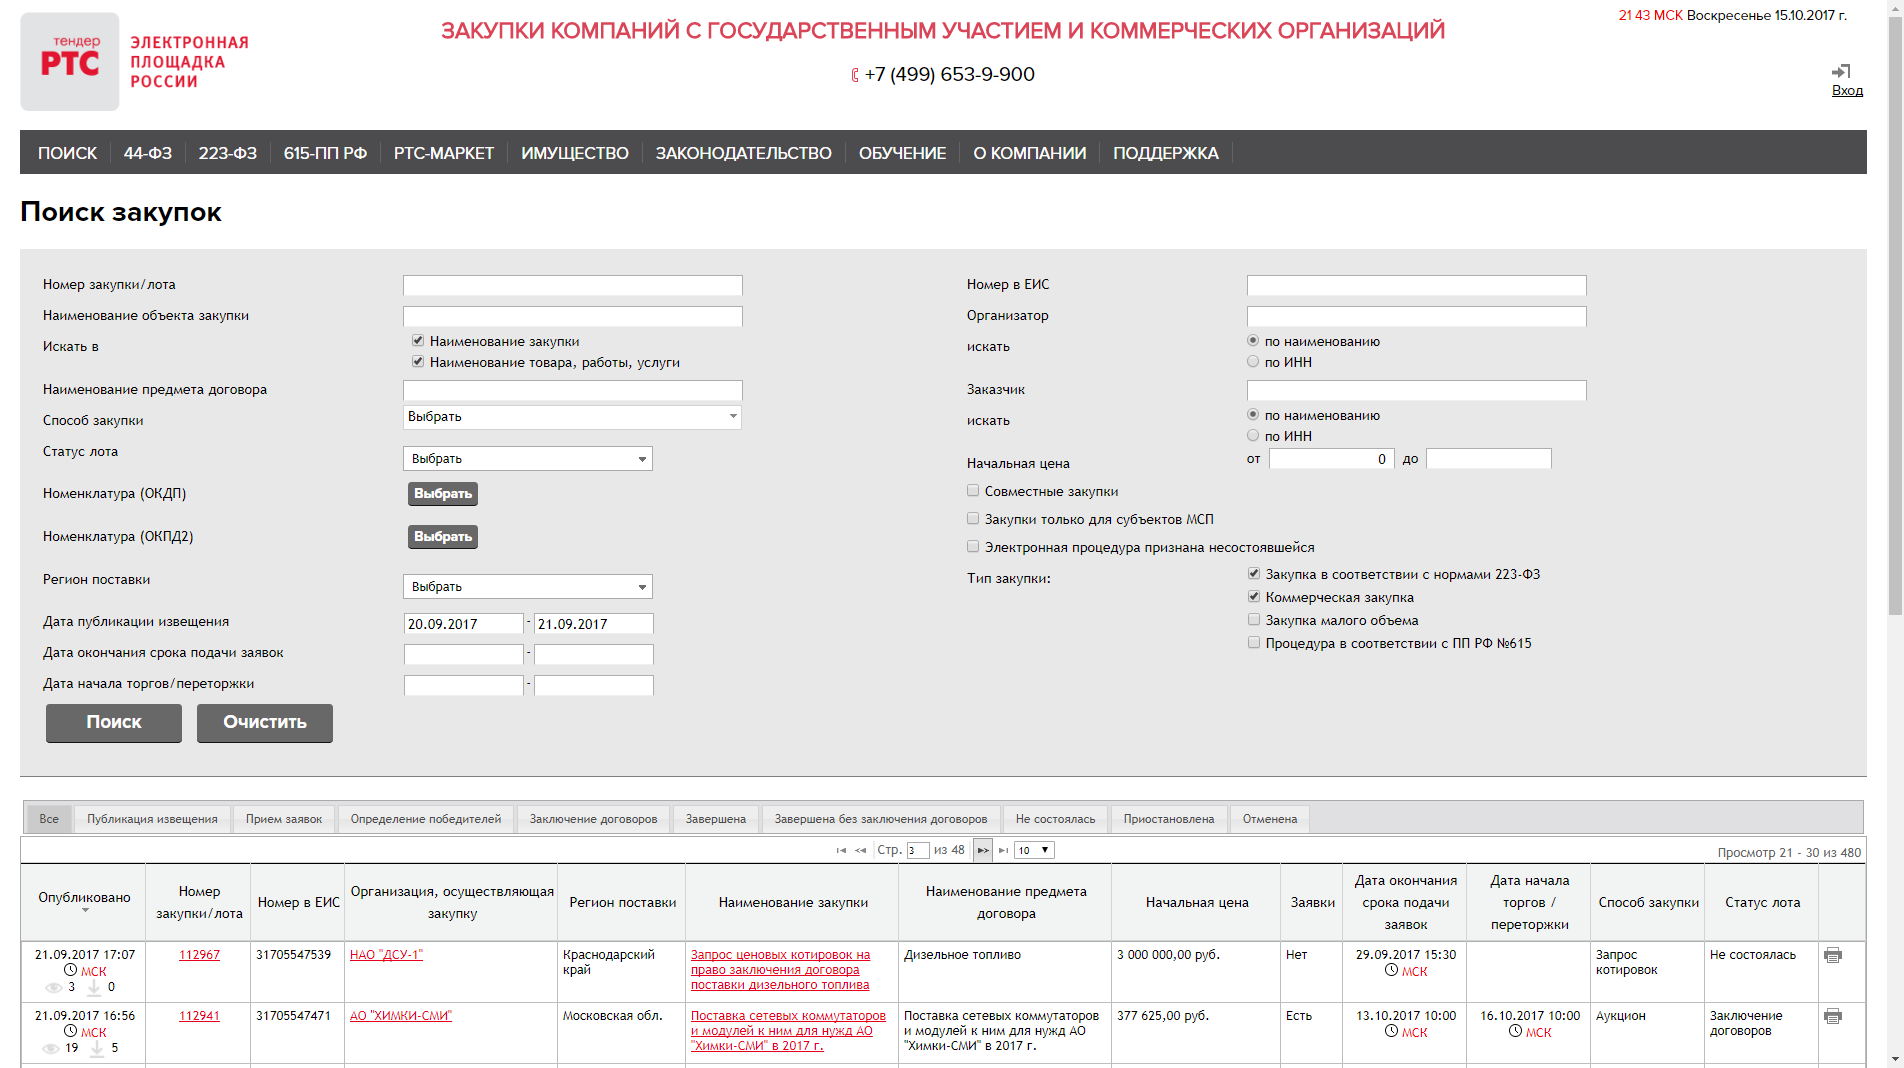 тендер
РТС
ЭЛЕКТРОННАЯ
ПЛОЩАДКА
РОССИИ
ЗАКУПКИ КОМПАНИЙ С ГОСУДАРСТВЕННЫМ УЧАСТИЕМ И КОММЕРЧЕСКИХ ОРГАНИЗАЦИЙ
+7 (499) 653-9-900
21 43 МСК Воскресенье 15.10.2017 г.
Вход
ПОИСК 44-ФЗ 223-ФЗ 615-ПП РФ РТС-МАРКЕТ ИМУЩЕСТВО ЗАКОНОДАТЕЛЬСТВО ОБУЧЕНИЕ О КОМПАНИИ ПОДДЕРЖКА
Поиск закупок
Номер закупки/лота
Наименование объекта закупки
Искать в
Наименование закупки
Наименование товара, работы, услуги
Наименование предмета договора
Способ закупки
Выбрать
Статус лота
Выбрать
Номенклатура (ОКДП)
Выбрать
Номенклатура (ОКПД2)
Выбрать
Регион поставки
Выбрать
Дата публикации извещения
20.09.2017 - 21.09.2017
Дата окончания срока подачи заявок
-
Дата начала торгов/переторжки
-
Поиск
Очистить
Номер в ЕИС
Организатор
искать
по наименованию
по ИНН
Заказчик
искать
по наименованию
по ИНН
Начальная цена
от 0 до
Совместные закупки
Закупки только для субъектов МСП
Электронная процедура признана несостоявшейся
Тип закупки:
Закупка в соответствии с нормами 223-ФЗ
Коммерческая закупка
Закупка малого объема
Процедура в соответствии с ПП РФ №615
Все
Публикация извещения
Прием заявок
Определение победителей
Заключение договоров
Завершена
Завершена без заключения договоров
Не состоялась
Приостановлена
Отменена
Стр. 3 из 48
10
Просмотр 21 - 30 из 480
Опубликовано
Номер
закупки/лота
Номер в ЕИС
Организация, осуществляющая
закупку
Регион поставки
Наименование закупки
Наименование предмета
договора
Начальная цена
Заявки
Дата окончания
срока подачи
заявок
Дата начала
торгов /
переторжки
Способ закупки
Статус лота
21.09.2017 17:07
МСК
3 0
112967
31705547539
НАО "ДСУ-1"
Краснодарский
край
Запрос ценовых котировок на
право заключения договора
поставки дизельного топлива
Дизельное топливо
3 000 000,00 руб.
Нет
29.09.2017 15:30
МСК
Запрос
котировок
Не состоялась
21.09.2017 16:56
МСК
19 5
112941
31705547471
АО "ХИМКИ-СМИ"
Московская обл.
Поставка сетевых коммутаторов
и модулей к ним для нужд АО
"Химки-СМИ" в 2017 г.
Поставка сетевых коммутаторов
и модулей к ним для нужд АО
"Химки-СМИ" в 2017 г.
377 625,00 руб.
Есть
13.10.2017 10:00
МСК
16.10.2017 10:00
МСК
Аукцион
Заключение
договоров